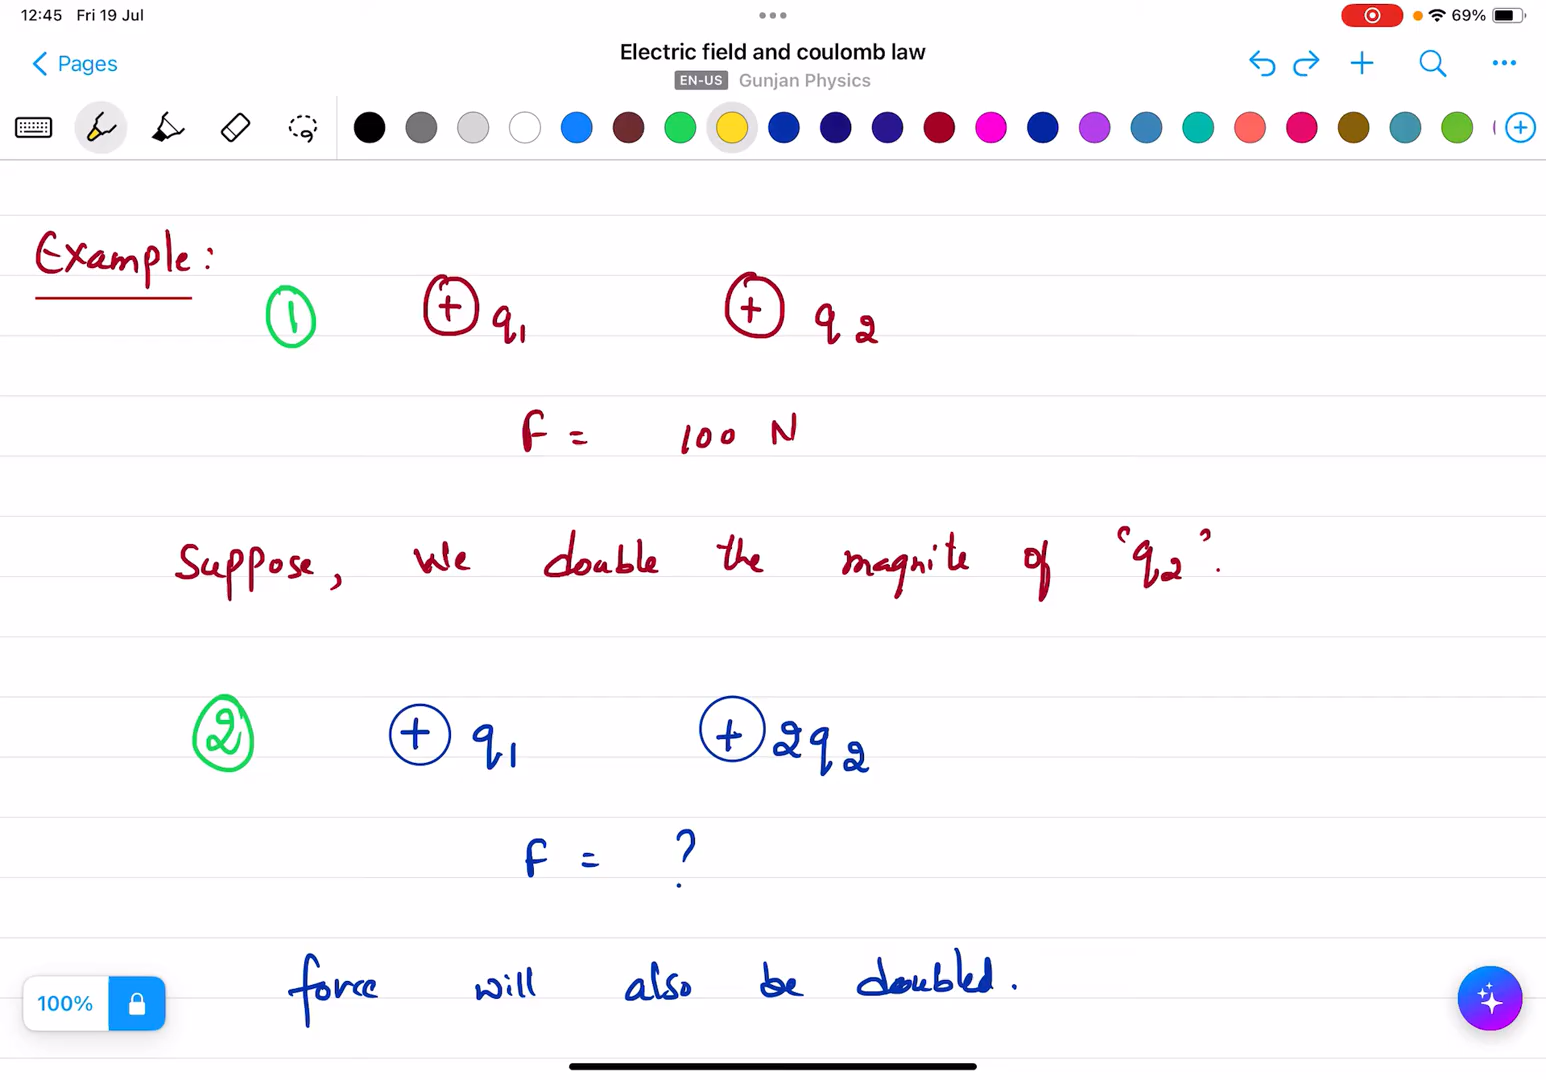 12:45 Fri 19 Jul
69%
Pages
Electric field and coulomb law
EN-US Gunjan Physics
Example:
1 + q1 + q2
F = 100 N
Suppose, We double the magnite of 'q2'.
2 + q1 + 2q2
F = ?
force will also be doubled.
100%